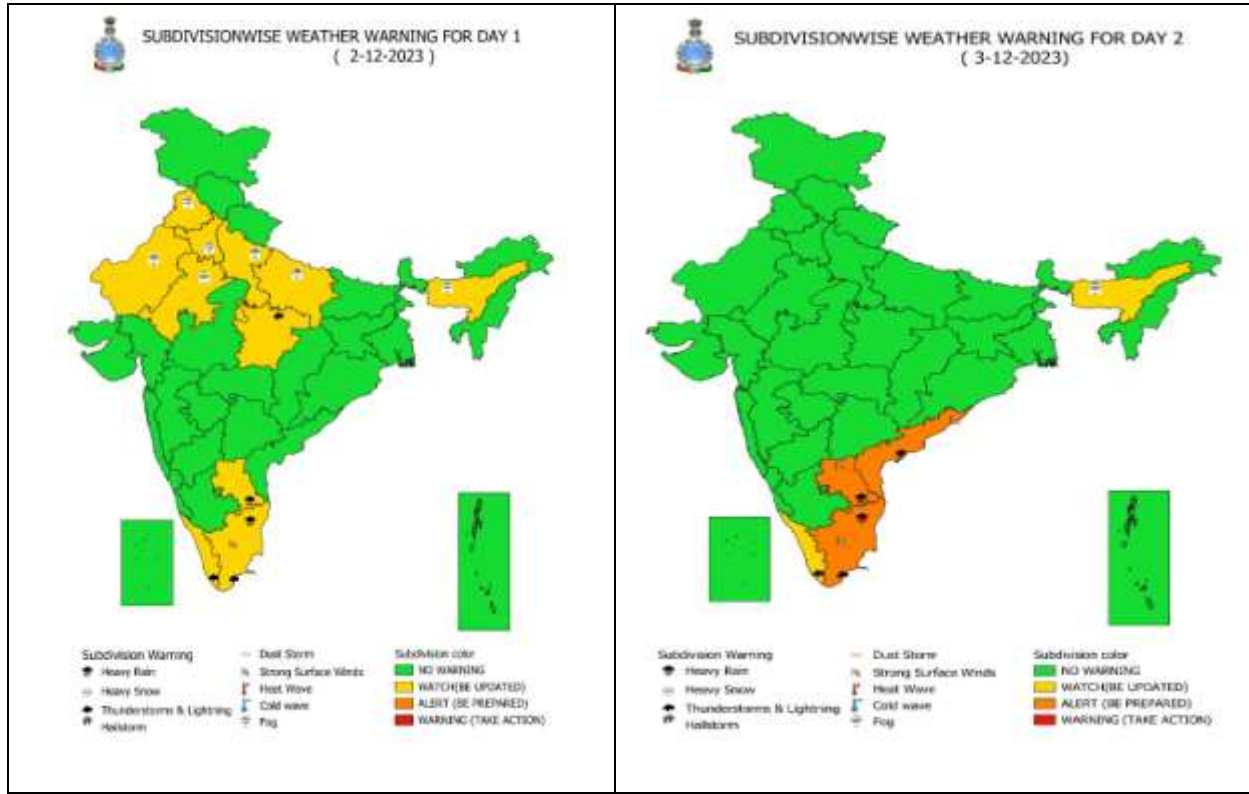 SUBDIVISIONWISE WEATHER WARNING FOR DAY 1
( 2-12-2023 )
Subdivision Warning
Heavy Rain
Heavy Snow
Thunderstorms & Lightning
Hailstorm
Dust Storm
Strong Surface Winds
Heat Wave
Cold wave
Fog
Subdivision color
NO WARNING
WATCH(BE UPDATED)
ALERT (BE PREPARED)
WARNING (TAKE ACTION)
SUBDIVISIONWISE WEATHER WARNING FOR DAY 2
( 3-12-2023)
Subdivision Warning
Heavy Rain
Heavy Snow
Thunderstorms & Lightning
Hailstorm
Dust Storm
Strong Surface Winds
Heat Wave
Cold wave
Fog
Subdivision color
NO WARNING
WATCH(BE UPDATED)
ALERT (BE PREPARED)
WARNING (TAKE ACTION)